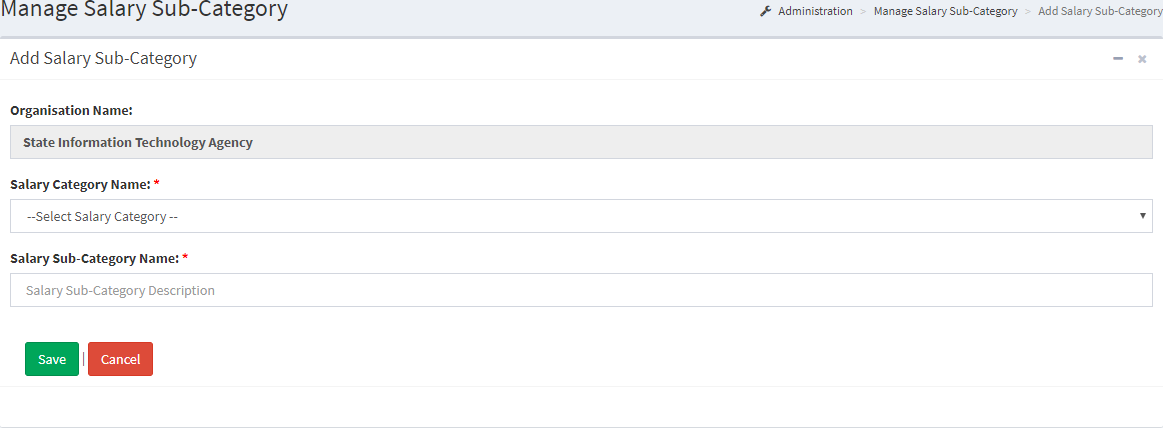 Manage Salary Sub-Category
Administration > Manage Salary Sub-Category > Add Salary Sub-Category
Add Salary Sub-Category
Organisation Name:
State Information Technology Agency
Salary Category Name: *
--Select Salary Category --
Salary Sub-Category Name: *
Salary Sub-Category Description
Save | Cancel